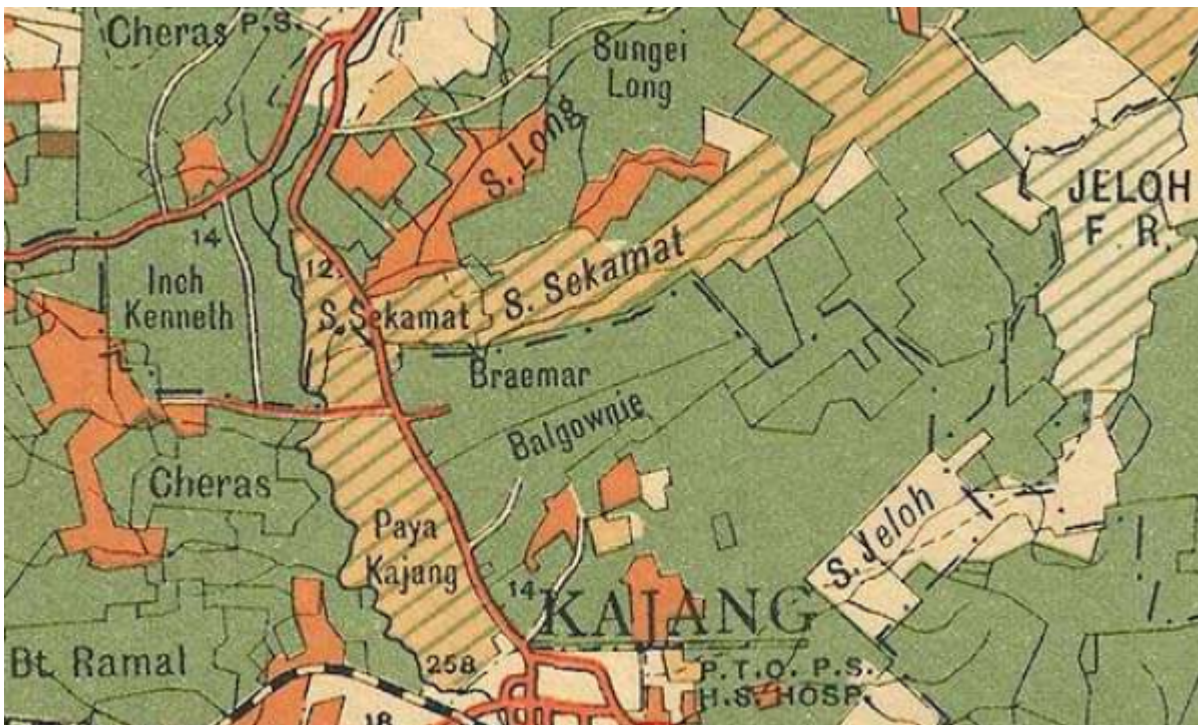 Cheras P.S.
Sungei
Long
S. Long
JELOH
F. R.
14
12
Inch
Kenneth
S. Sekamat
S. Sekamat
Braemar
Balgownie
Cheras
Paya
Kajang
S. Jeloh
14
KAJANG
Bt. Ramal
258
P.T.O. P.S.
H.S. HOSP.
18